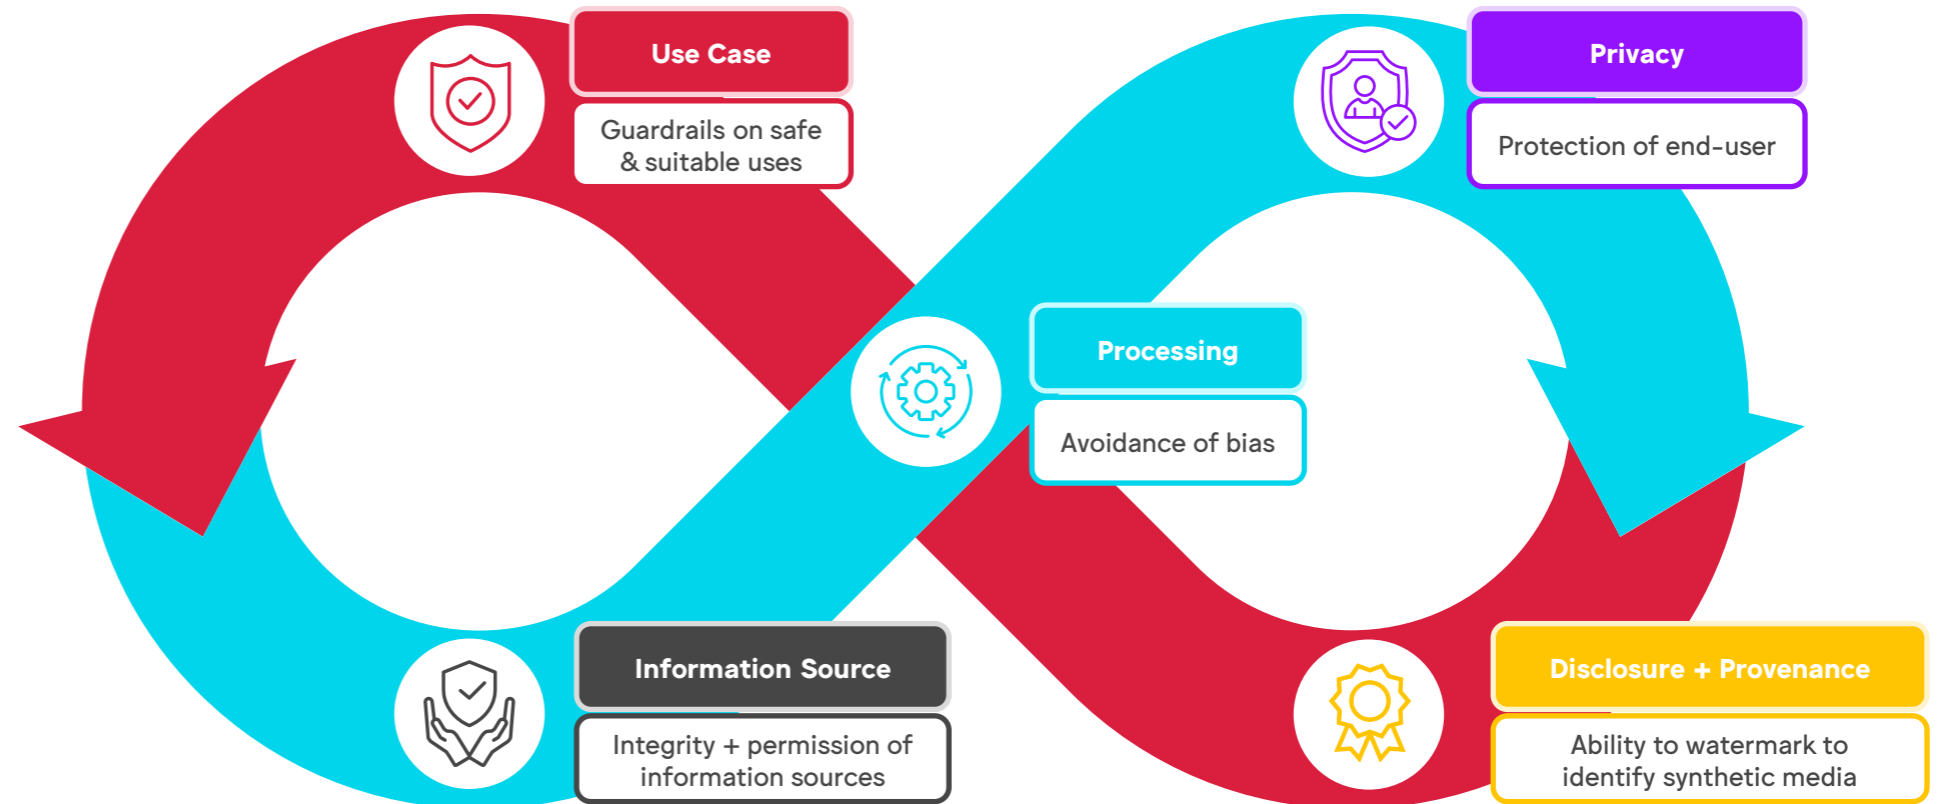 Use Case
Guardrails on safe
& suitable uses
Privacy
Protection of end-user
Processing
Avoidance of bias
Information Source
Integrity + permission of
information sources
Disclosure + Provenance
Ability to watermark to
identify synthetic media